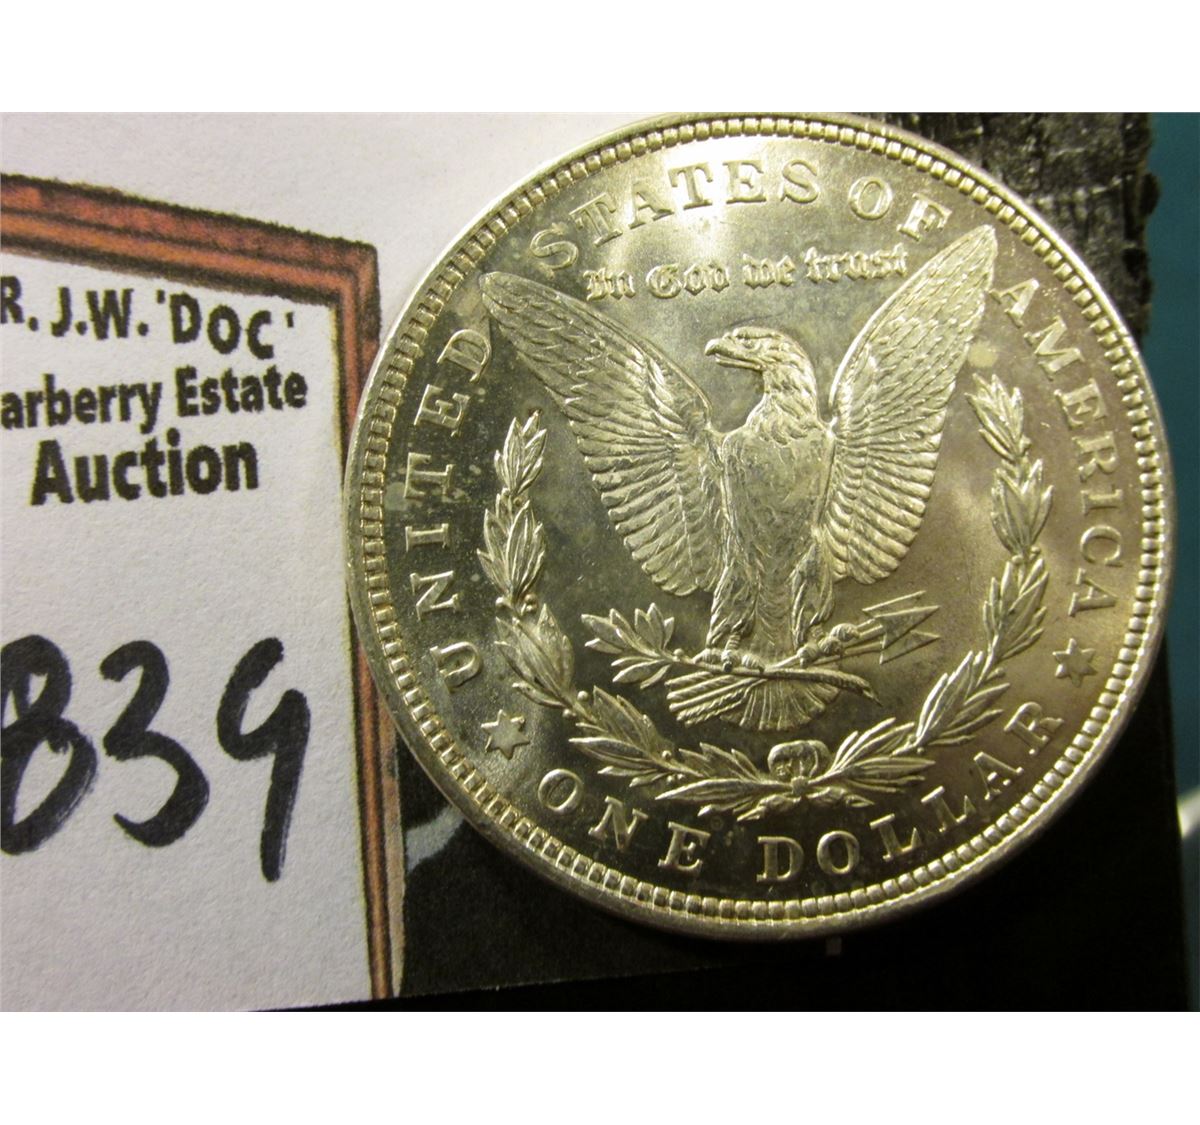 R. J.W. 'DOC'
arberry Estate
Auction
839
UNITED STATES OF AMERICA
In God we trust
ONE DOLLAR